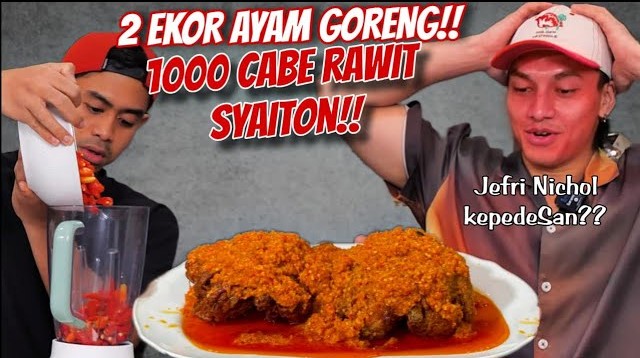 2 EKOR AYAM GORENG!!
1000 CABE RAWIT
SYAITON!!
Jefri Nichol
kepedeSan??